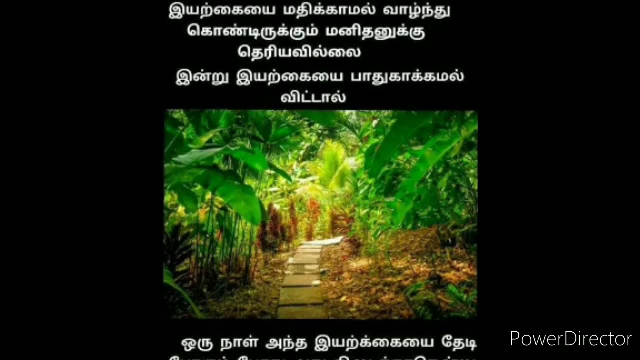 இயற்கையை மதிக்காமல் வாழ்ந்து
கொண்டிருக்கும் மனிதனுக்கு
தெரியவில்லை
இன்று இயற்கையை பாதுகாக்கமல்
விட்டால்
ஒரு நாள் அந்த இயற்க்கையை தேடி
PowerDirector